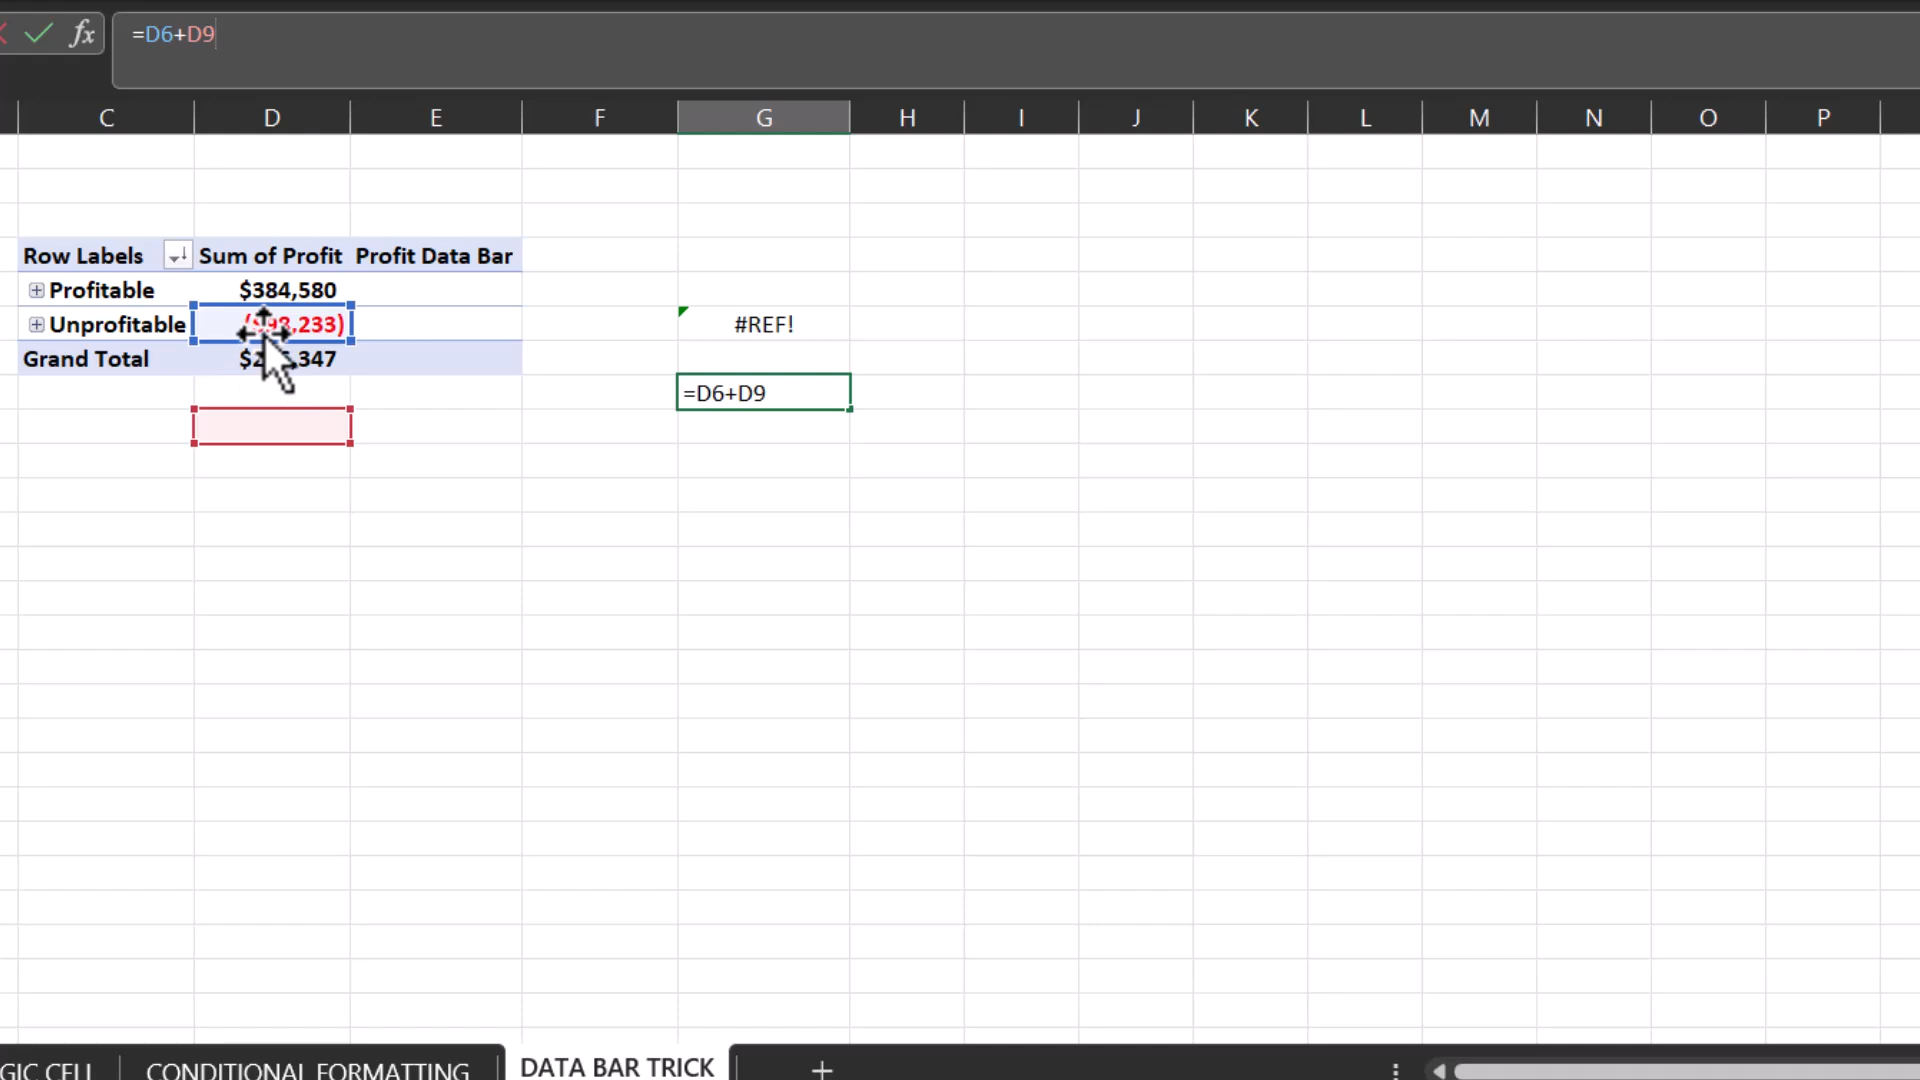 fx =D6+D9
C D E F G H I J K L M N O P
Row Labels Sum of Profit Profit Data Bar
Profitable $384,580
Unprofitable ,233) #REF!
Grand Total ,347
=D6+D9
CONDITIONAL FORMATTING DATA BAR TRICK +